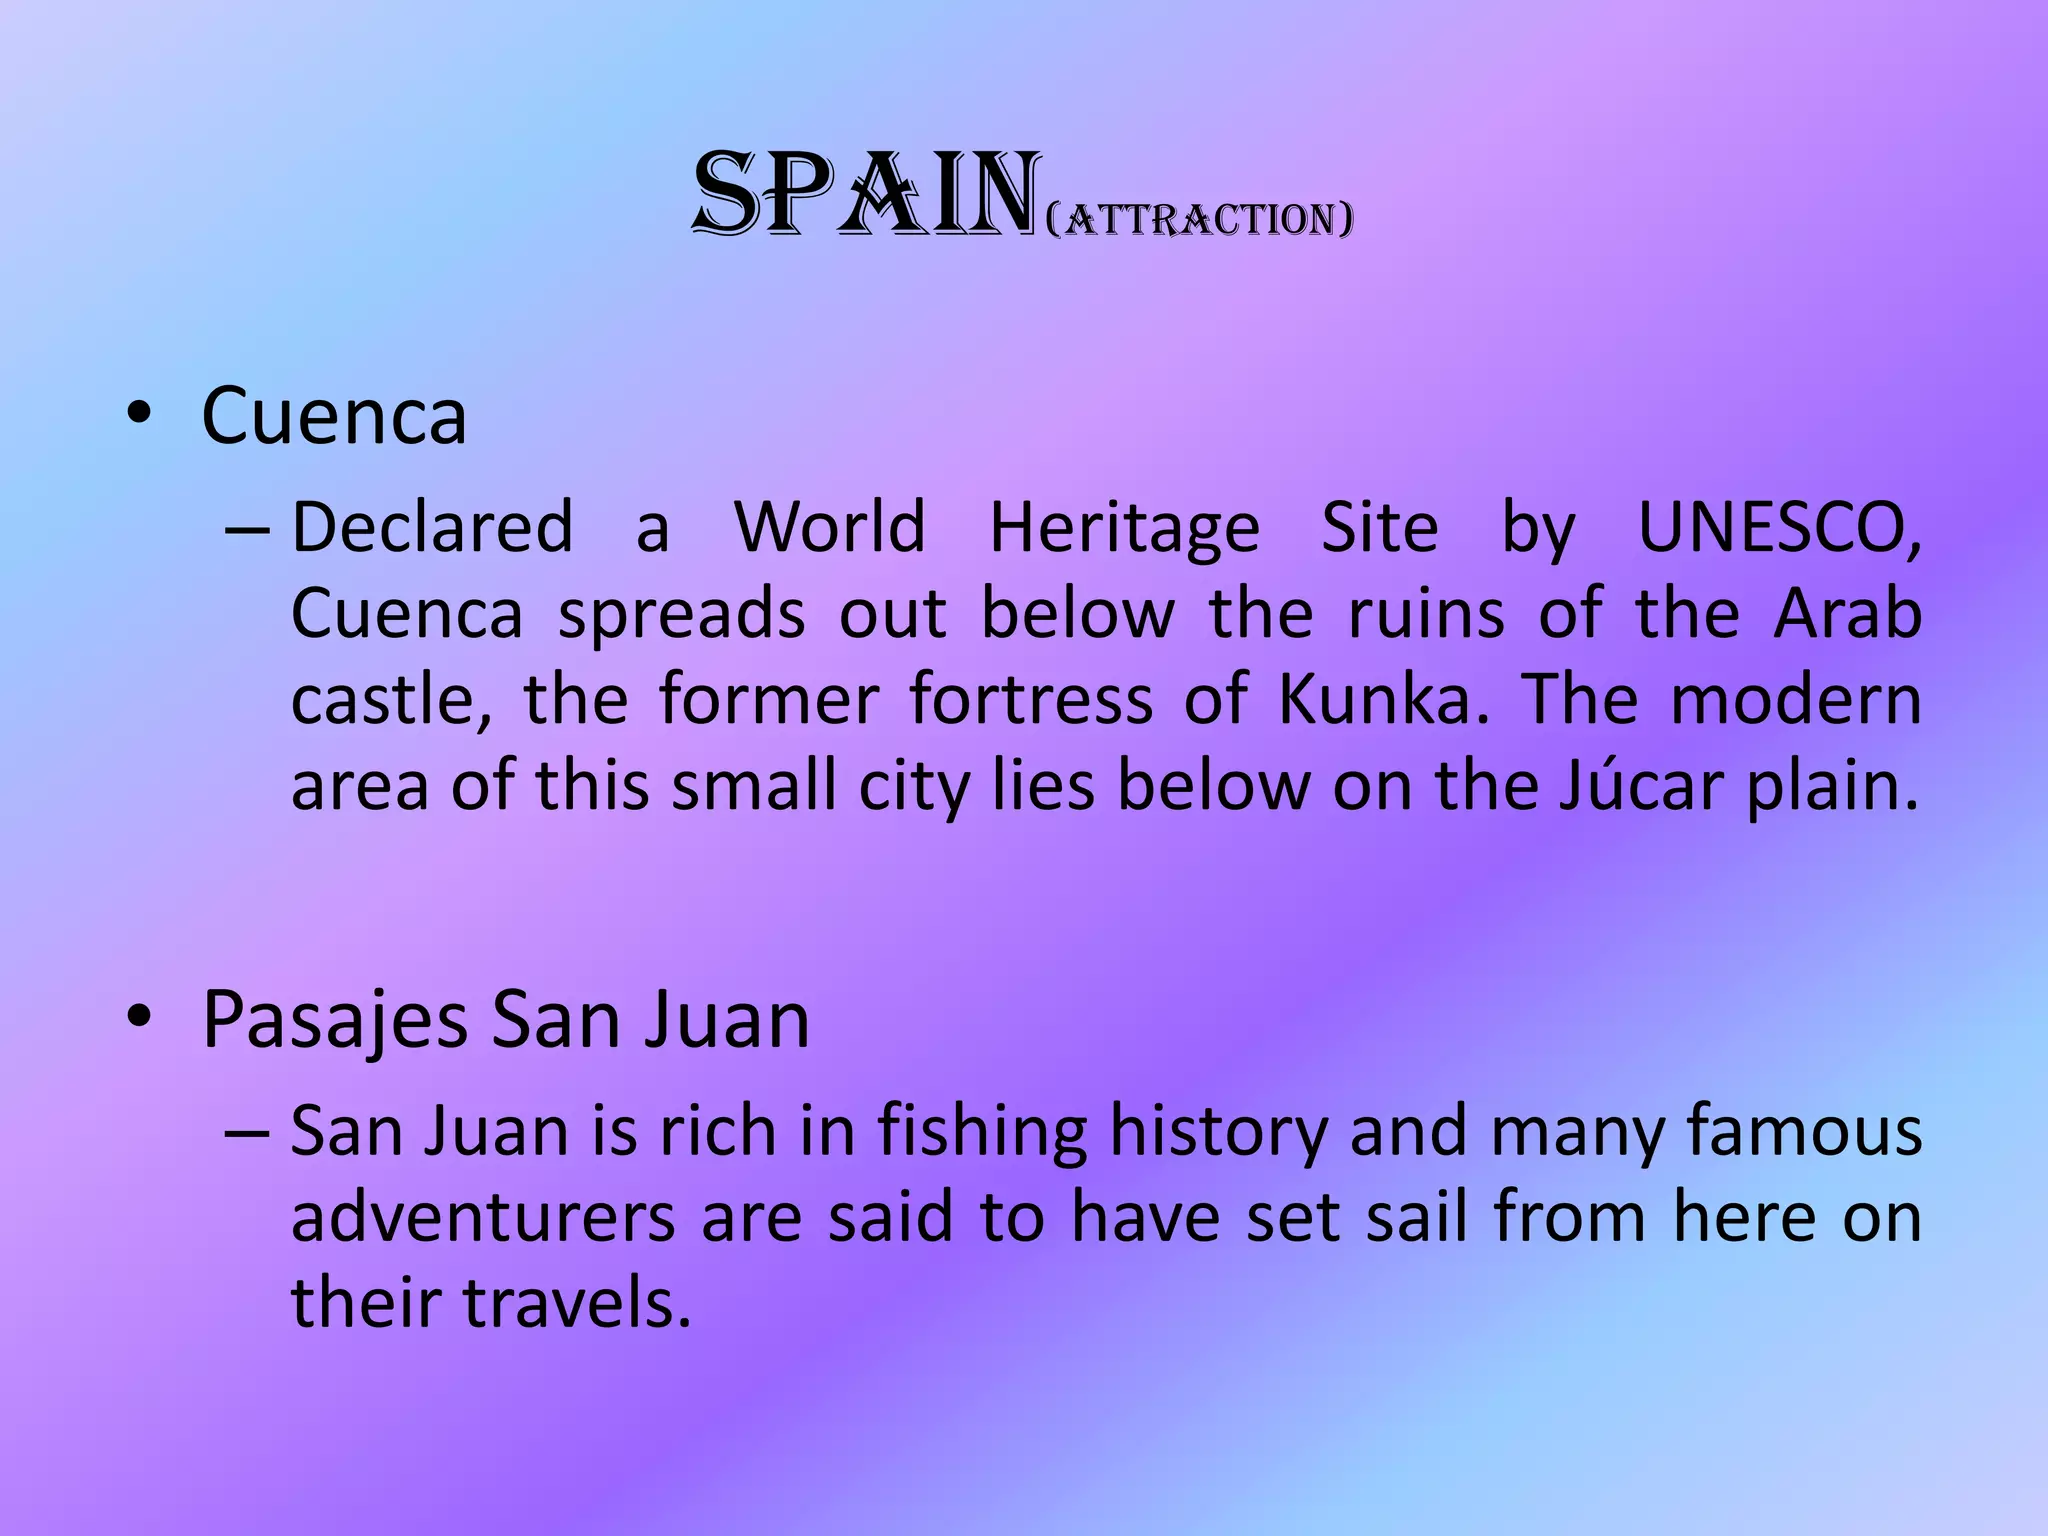 SPAIN(ATTRACTION)
• Cuenca
– Declared a World Heritage Site by UNESCO,
Cuenca spreads out below the ruins of the Arab
castle, the former fortress of Kunka. The modern
area of this small city lies below on the Júcar plain.
• Pasajes San Juan
– San Juan is rich in fishing history and many famous
adventurers are said to have set sail from here on
their travels.